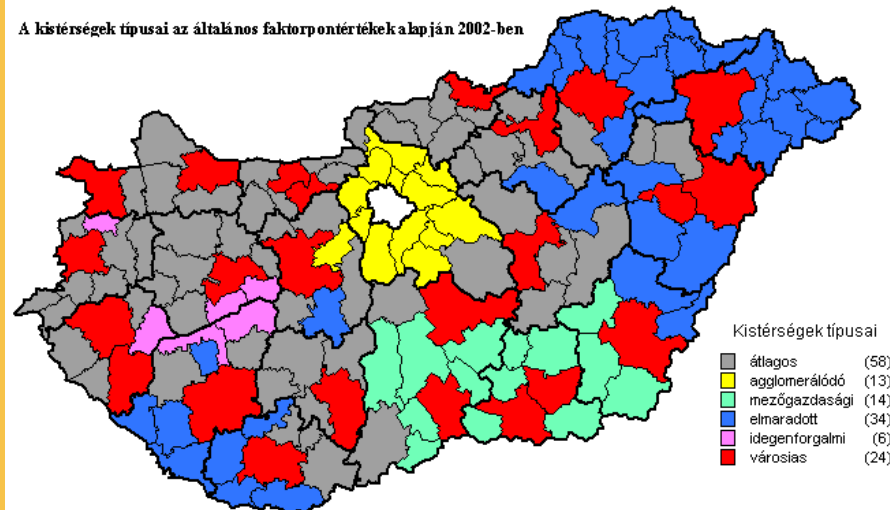 A kistérségek típusai az általános faktorpontértékek alapján 2002-ben
Kistérségek típusai
átlagos (58)
agglomerálódó (13)
mezőgazdasági (14)
elmaradott (34)
idegenforgalmi (6)
városias (24)